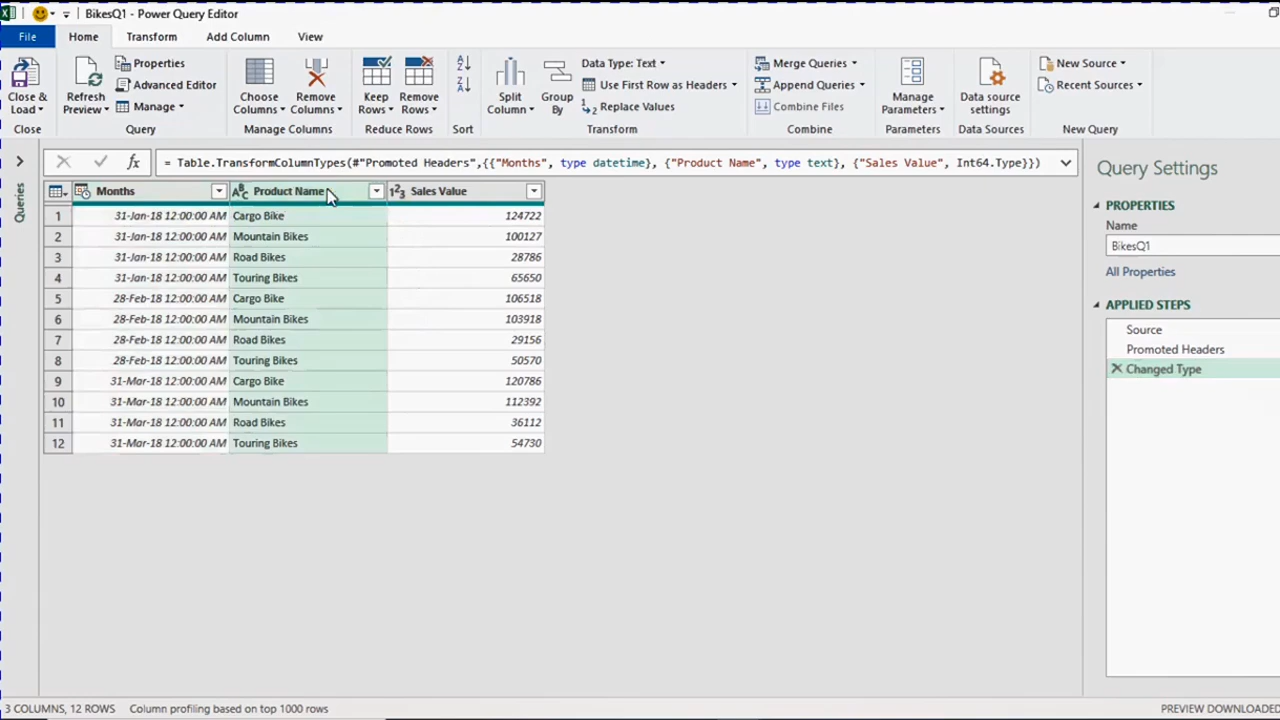 BikesQ1 - Power Query Editor
File Home Transform Add Column View
Close & Load
Close
Refresh Preview
Properties
Advanced Editor
Manage
Query
Choose Columns
Remove Columns
Manage Columns
Keep Rows
Remove Rows
Reduce Rows
Sort
Split Column
Group By
Data Type: Text
Use First Row as Headers
Replace Values
Transform
Merge Queries
Append Queries
Combine Files
Combine
Manage Parameters
Parameters
Data source settings
Data Sources
New Source
Recent Sources
New Query
= Table.TransformColumnTypes(#"Promoted Headers",{{"Months", type datetime}, {"Product Name", type text}, {"Sales Value", Int64.Type}})
Queries
Months Product Name Sales Value
1 31-Jan-18 12:00:00 AM Cargo Bike 124722
2 31-Jan-18 12:00:00 AM Mountain Bikes 100127
3 31-Jan-18 12:00:00 AM Road Bikes 28786
4 31-Jan-18 12:00:00 AM Touring Bikes 65650
5 28-Feb-18 12:00:00 AM Cargo Bike 106518
6 28-Feb-18 12:00:00 AM Mountain Bikes 103918
7 28-Feb-18 12:00:00 AM Road Bikes 29156
8 28-Feb-18 12:00:00 AM Touring Bikes 50570
9 31-Mar-18 12:00:00 AM Cargo Bike 120786
10 31-Mar-18 12:00:00 AM Mountain Bikes 112392
11 31-Mar-18 12:00:00 AM Road Bikes 36112
12 31-Mar-18 12:00:00 AM Touring Bikes 54730
Query Settings
PROPERTIES
Name
BikesQ1
All Properties
APPLIED STEPS
Source
Promoted Headers
Changed Type
3 COLUMNS, 12 ROWS Column profiling based on top 1000 rows
PREVIEW DOWNLOADED